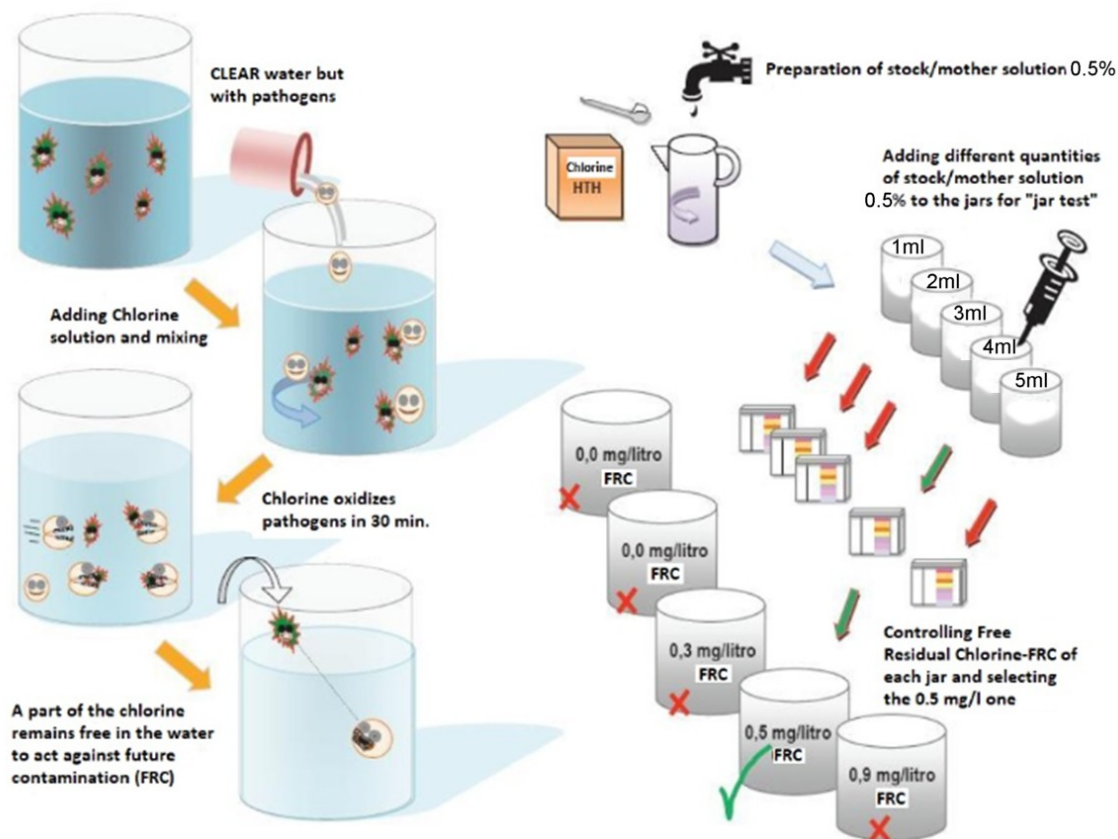 CLEAR water but
with pathogens
Adding Chlorine
solution and mixing
Chlorine oxidizes
pathogens in 30 min.
A part of the chlorine
remains free in the water
to act against future
contamination (FRC)
Preparation of stock/mother solution 0.5%
Chlorine
HTH
Adding different quantities
of stock/mother solution
0.5% to the jars for "jar test"
1ml
2ml
3ml
4ml
5ml
0,0 mg/litro
FRC
0,0 mg/litro
FRC
0,3 mg/litro
FRC
0,5 mg/litro
FRC
0,9 mg/litro
FRC
Controlling Free
Residual Chlorine-FRC of
each jar and selecting
the 0.5 mg/l one